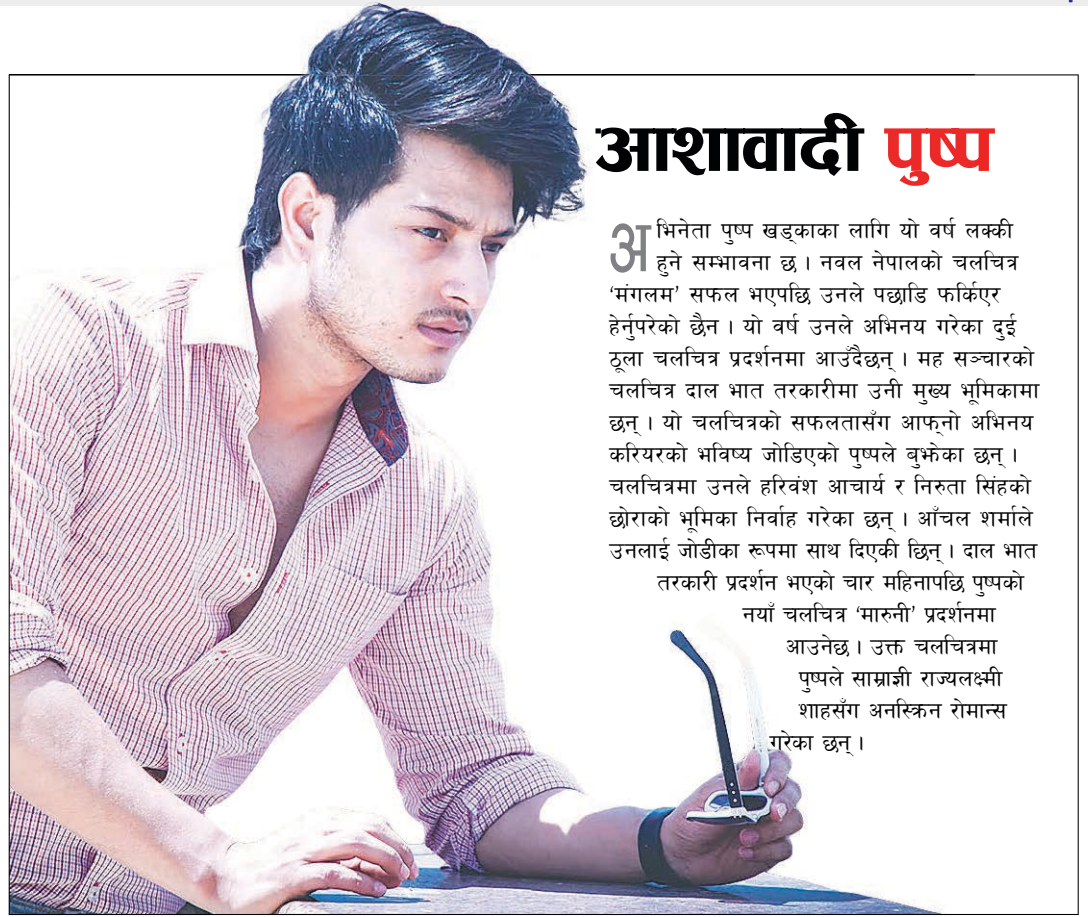 आशावादी पुष्प
अभिनेता पुष्प खड्काका लागि यो वर्ष लक्की
हुने सम्भावना छ । नवल नेपालको चलचित्र
‘मंगलम’ सफल भएपछि उनले पछाडि फर्किएर
हेर्नुपरेको छैन । यो वर्ष उनले अभिनय गरेका दुई
ठूला चलचित्र प्रदर्शनमा आउँदैछन् । मह सञ्चारको
चलचित्र दाल भात तरकारीमा उनी मुख्य भूमिकामा
छन् । यो चलचित्रको सफलतासँग आफ्नो अभिनय
करियरको भविष्य जोडिएको पुष्पले बुझेका छन् ।
चलचित्रमा उनले हरिवंश आचार्य र निरुता सिंहको
छोराको भूमिका निर्वाह गरेका छन् । आँचल शर्माले
उनलाई जोडीका रूपमा साथ दिएकी छिन् । दाल भात
तरकारी प्रदर्शन भएको चार महिनापछि पुष्पको
नयाँ चलचित्र ‘मारुनी’ प्रदर्शनमा
आउनेछ । उक्त चलचित्रमा
पुष्पले साम्राज्ञी राज्यलक्ष्मी
शाहसँग अनस्क्रिन रोमान्स
गरेका छन् ।